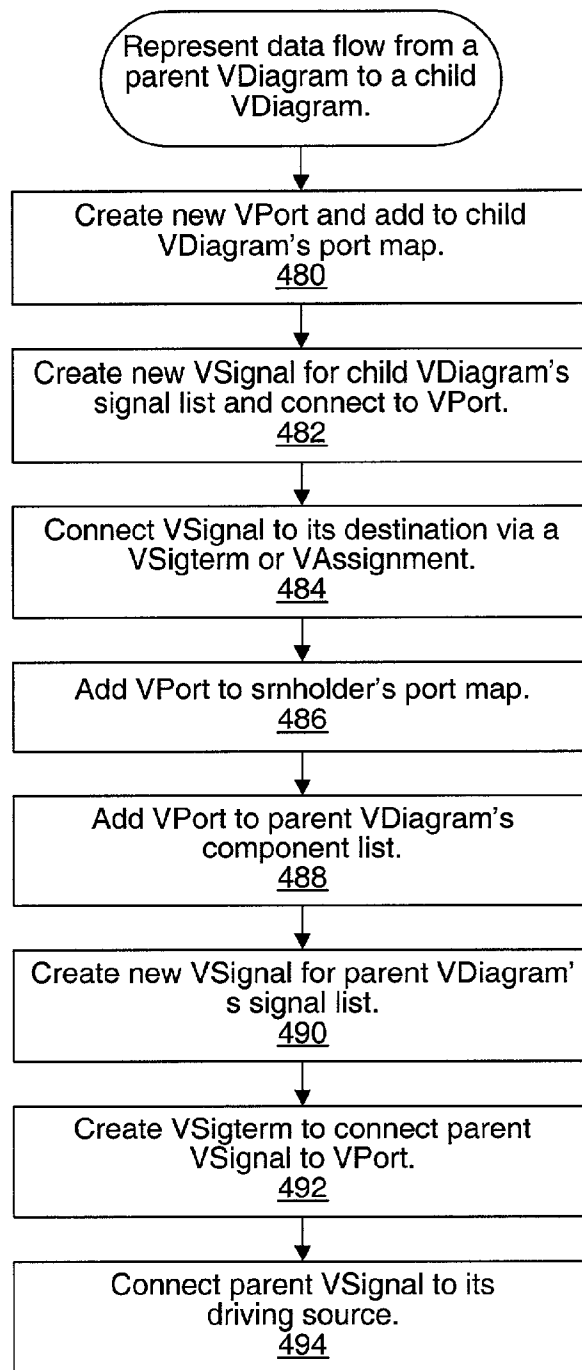 Represent data flow from a
parent VDiagram to a child
VDiagram.
Create new VPort and add to child
VDiagram's port map.
480
Create new VSignal for child VDiagram's
signal list and connect to VPort.
482
Connect VSignal to its destination via a
VSigterm or VAssignment.
484
Add VPort to srnholder's port map.
486
Add VPort to parent VDiagram's
component list.
488
Create new VSignal for parent VDiagram'
s signal list.
490
Create VSigterm to connect parent
VSignal to VPort.
492
Connect parent VSignal to its
driving source.
494